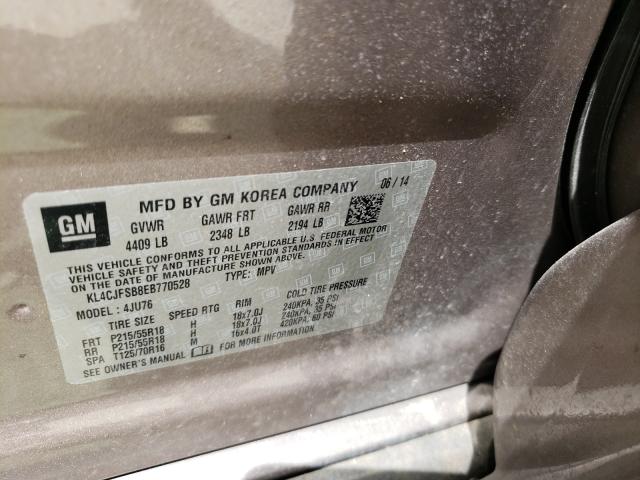 GM
MFD BY GM KOREA COMPANY 06/14
GVWR GAWR FRT GAWR RR
4409 LB 2348 LB 2194 LB
THIS VEHICLE CONFORMS TO ALL APPLICABLE U.S. FEDERAL MOTOR
VEHICLE SAFETY AND THEFT PREVENTION STANDARDS IN EFFECT
ON THE DATE OF MANUFACTURE SHOWN ABOVE.
KL4CJFSB8EB770528 TYPE: MPV
MODEL: 4JU76
TIRE SIZE SPEED RTG RIM COLD TIRE PRESSURE
FRT P215/55R18 H 18x7.0J 240KPA, 35 PSI
RR P215/55R18 H 18x7.0J 240KPA, 35 PSI
SPA T125/70R16 M 16x4.0T 420KPA, 60 PSI
SEE OWNER'S MANUAL FOR MORE INFORMATION